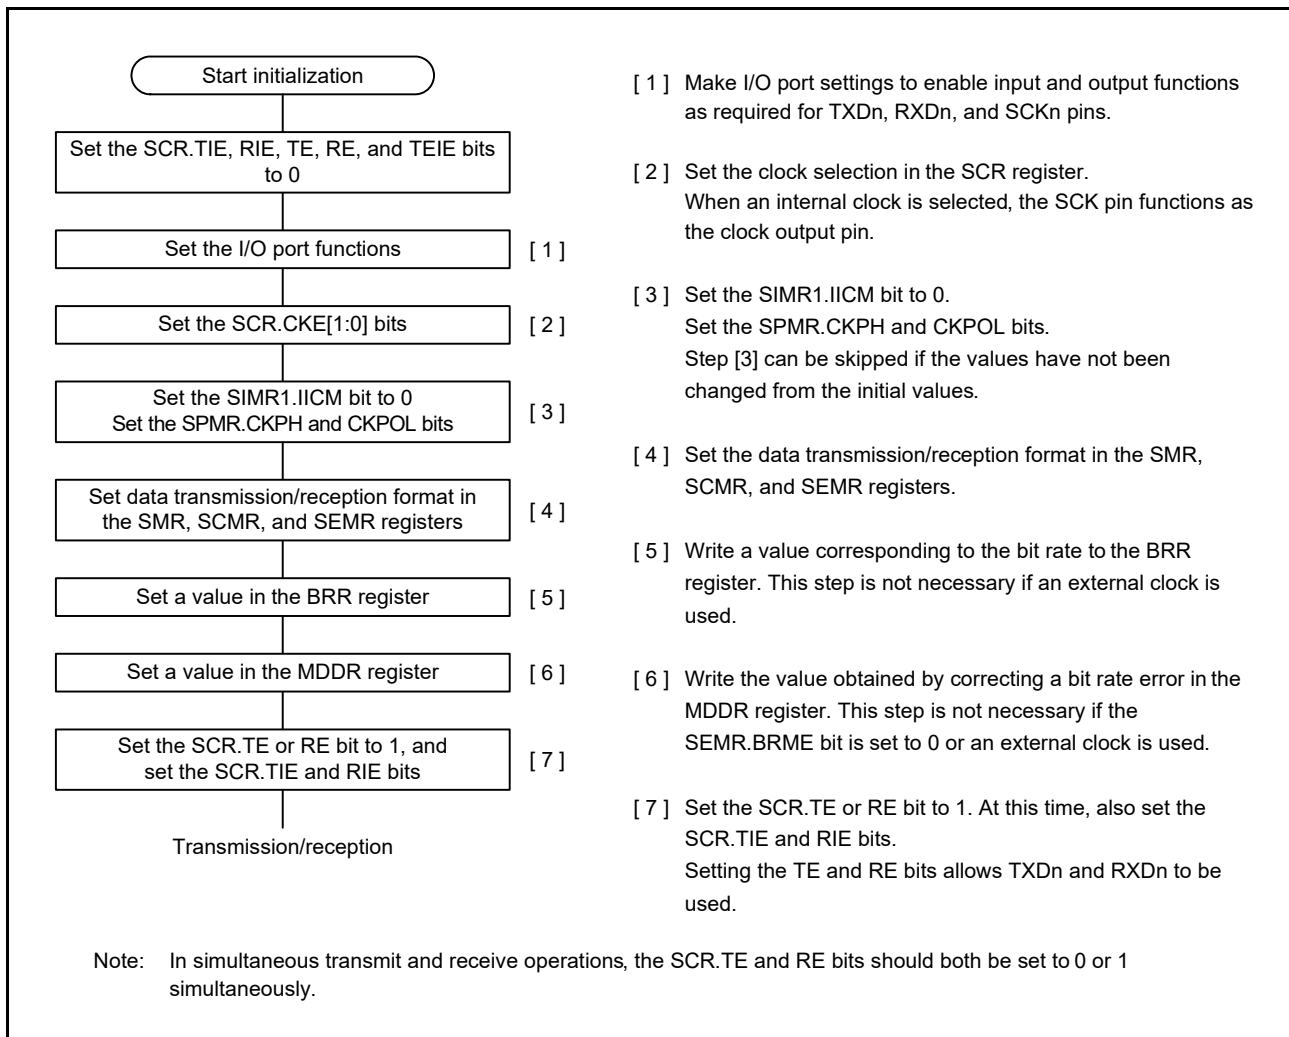 Start initialization
Set the SCR.TIE, RIE, TE, RE, and TEIE bits
to 0
Set the I/O port functions
[ 1 ]
Set the SCR.CKE[1:0] bits
[ 2 ]
Set the SIMR1.IICM bit to 0
Set the SPMR.CKPH and CKPOL bits
[ 3 ]
Set data transmission/reception format in
the SMR, SCMR, and SEMR registers
[ 4 ]
Set a value in the BRR register
[ 5 ]
Set a value in the MDDR register
[ 6 ]
Set the SCR.TE or RE bit to 1, and
set the SCR.TIE and RIE bits
[ 7 ]
Transmission/reception
[ 1 ] Make I/O port settings to enable input and output functions
as required for TXDn, RXDn, and SCKn pins.
[ 2 ] Set the clock selection in the SCR register.
When an internal clock is selected, the SCK pin functions as
the clock output pin.
[ 3 ] Set the SIMR1.IICM bit to 0.
Set the SPMR.CKPH and CKPOL bits.
Step [3] can be skipped if the values have not been
changed from the initial values.
[ 4 ] Set the data transmission/reception format in the SMR,
SCMR, and SEMR registers.
[ 5 ] Write a value corresponding to the bit rate to the BRR
register. This step is not necessary if an external clock is
used.
[ 6 ] Write the value obtained by correcting a bit rate error in the
MDDR register. This step is not necessary if the
SEMR.BRME bit is set to 0 or an external clock is used.
[ 7 ] Set the SCR.TE or RE bit to 1. At this time, also set the
SCR.TIE and RIE bits.
Setting the TE and RE bits allows TXDn and RXDn to be
used.
Note: In simultaneous transmit and receive operations, the SCR.TE and RE bits should both be set to 0 or 1
simultaneously.